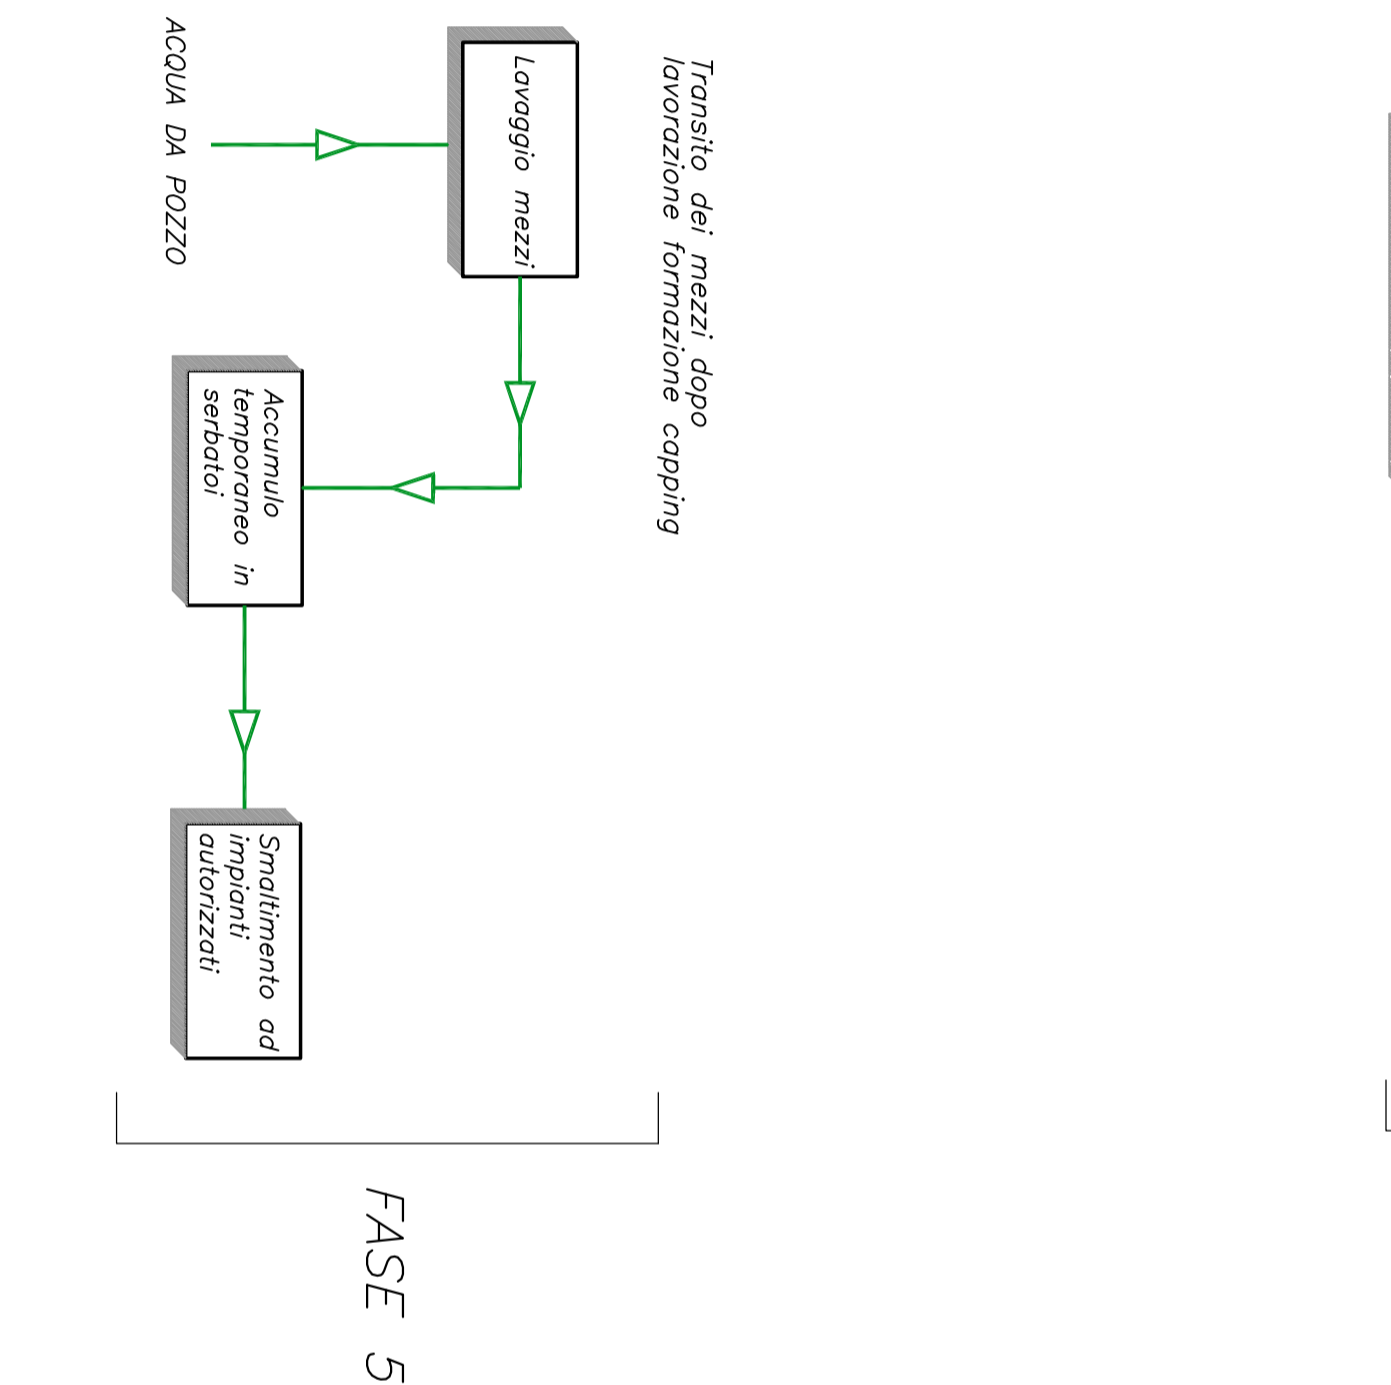 Transito dei mezzi dopo
lavorazione formazione capping
Lavaggio mezzi
ACQUA DA POZZO
Accumulo
temporaneo in
serbatoi
Smaltimento ad
impianti
autorizzati
FASE 5